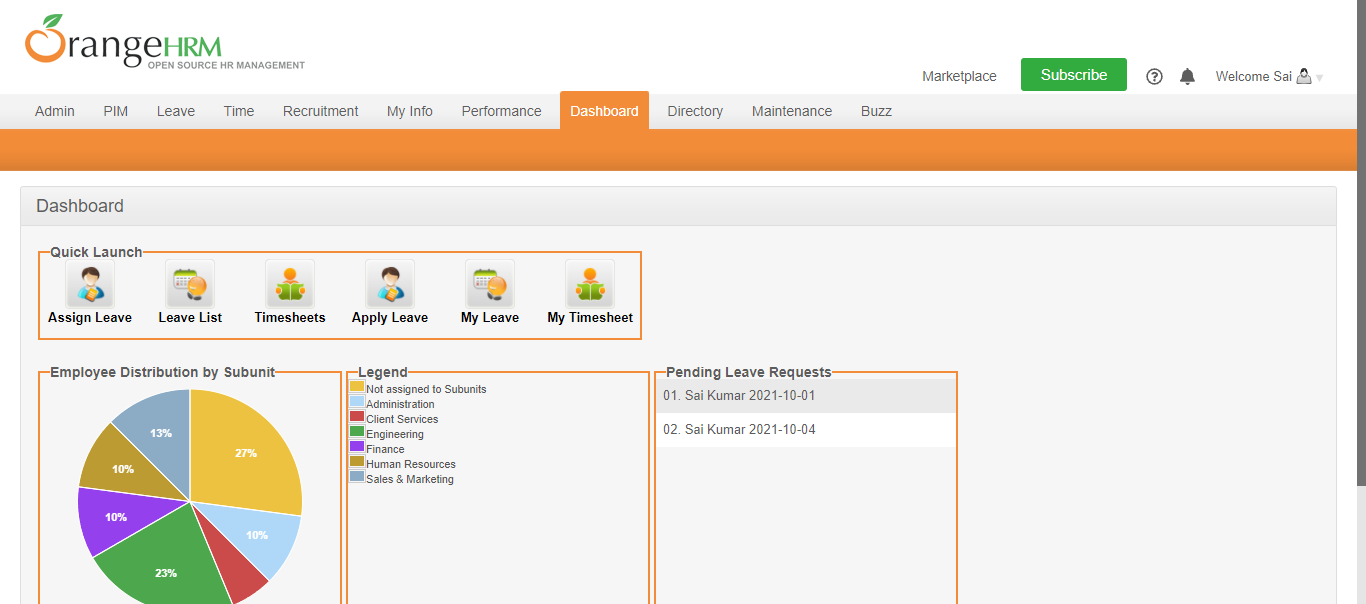 OrangeHRM
OPEN SOURCE HR MANAGEMENT
Marketplace Subscribe ? Welcome Sai
Admin PIM Leave Time Recruitment My Info Performance Dashboard Directory Maintenance Buzz
Dashboard
Quick Launch
Assign Leave Leave List Timesheets Apply Leave My Leave My Timesheet
Employee Distribution by Subunit
13%
27%
10%
10%
10%
23%
Legend
Not assigned to Subunits
Administration
Client Services
Engineering
Finance
Human Resources
Sales & Marketing
Pending Leave Requests
01. Sai Kumar 2021-10-01
02. Sai Kumar 2021-10-04